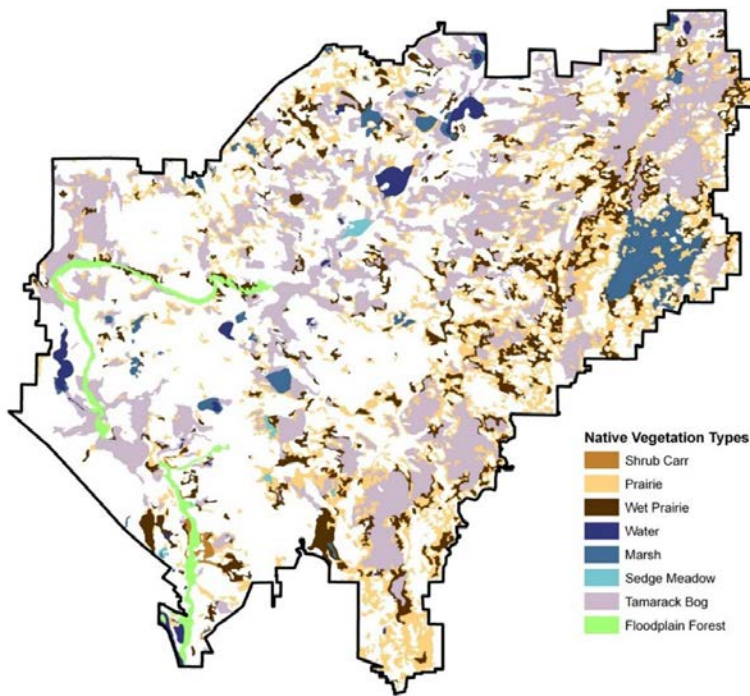 Native Vegetation Types
Shrub Carr
Prairie
Wet Prairie
Water
Marsh
Sedge Meadow
Tamarack Bog
Floodplain Forest